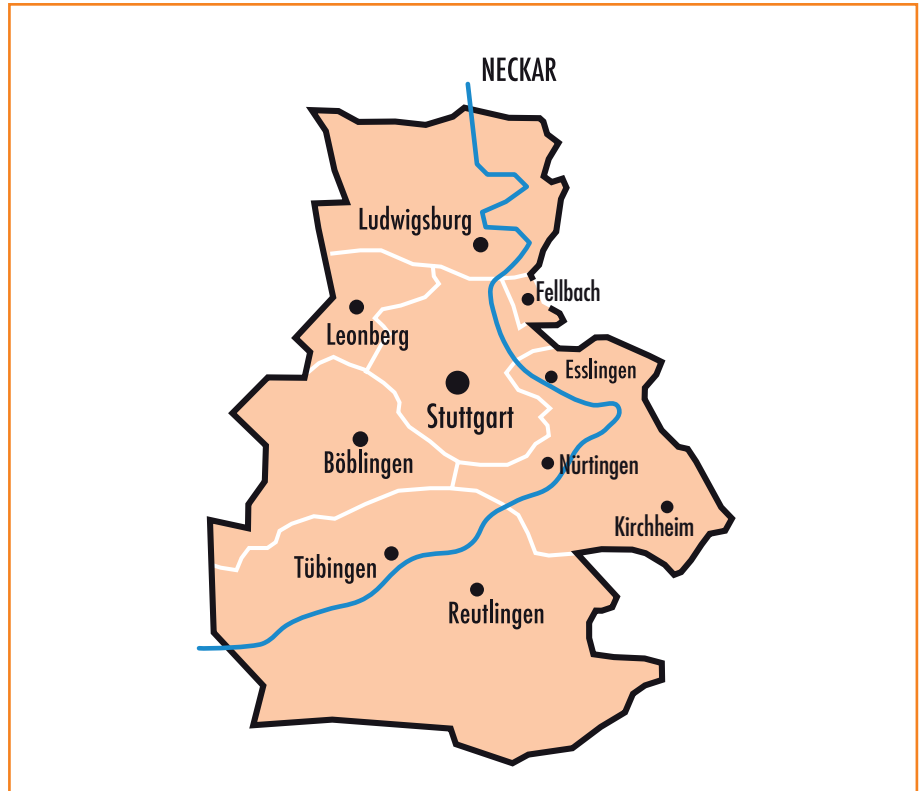 NECKAR
Ludwigsburg
Fellbach
Leonberg
Esslingen
Stuttgart
Böblingen
Nürtingen
Kirchheim
Tübingen
Reutlingen